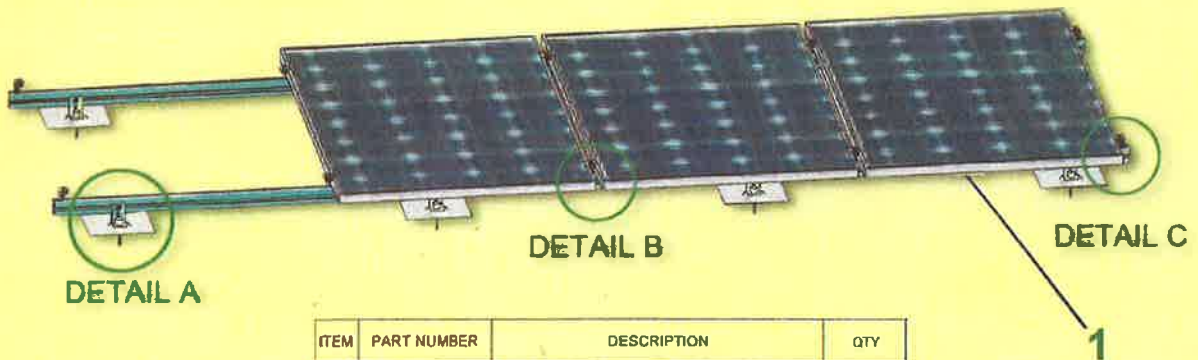 DETAIL B
DETAIL C
DETAIL A
ITEM PART NUMBER DESCRIPTION QTY
1